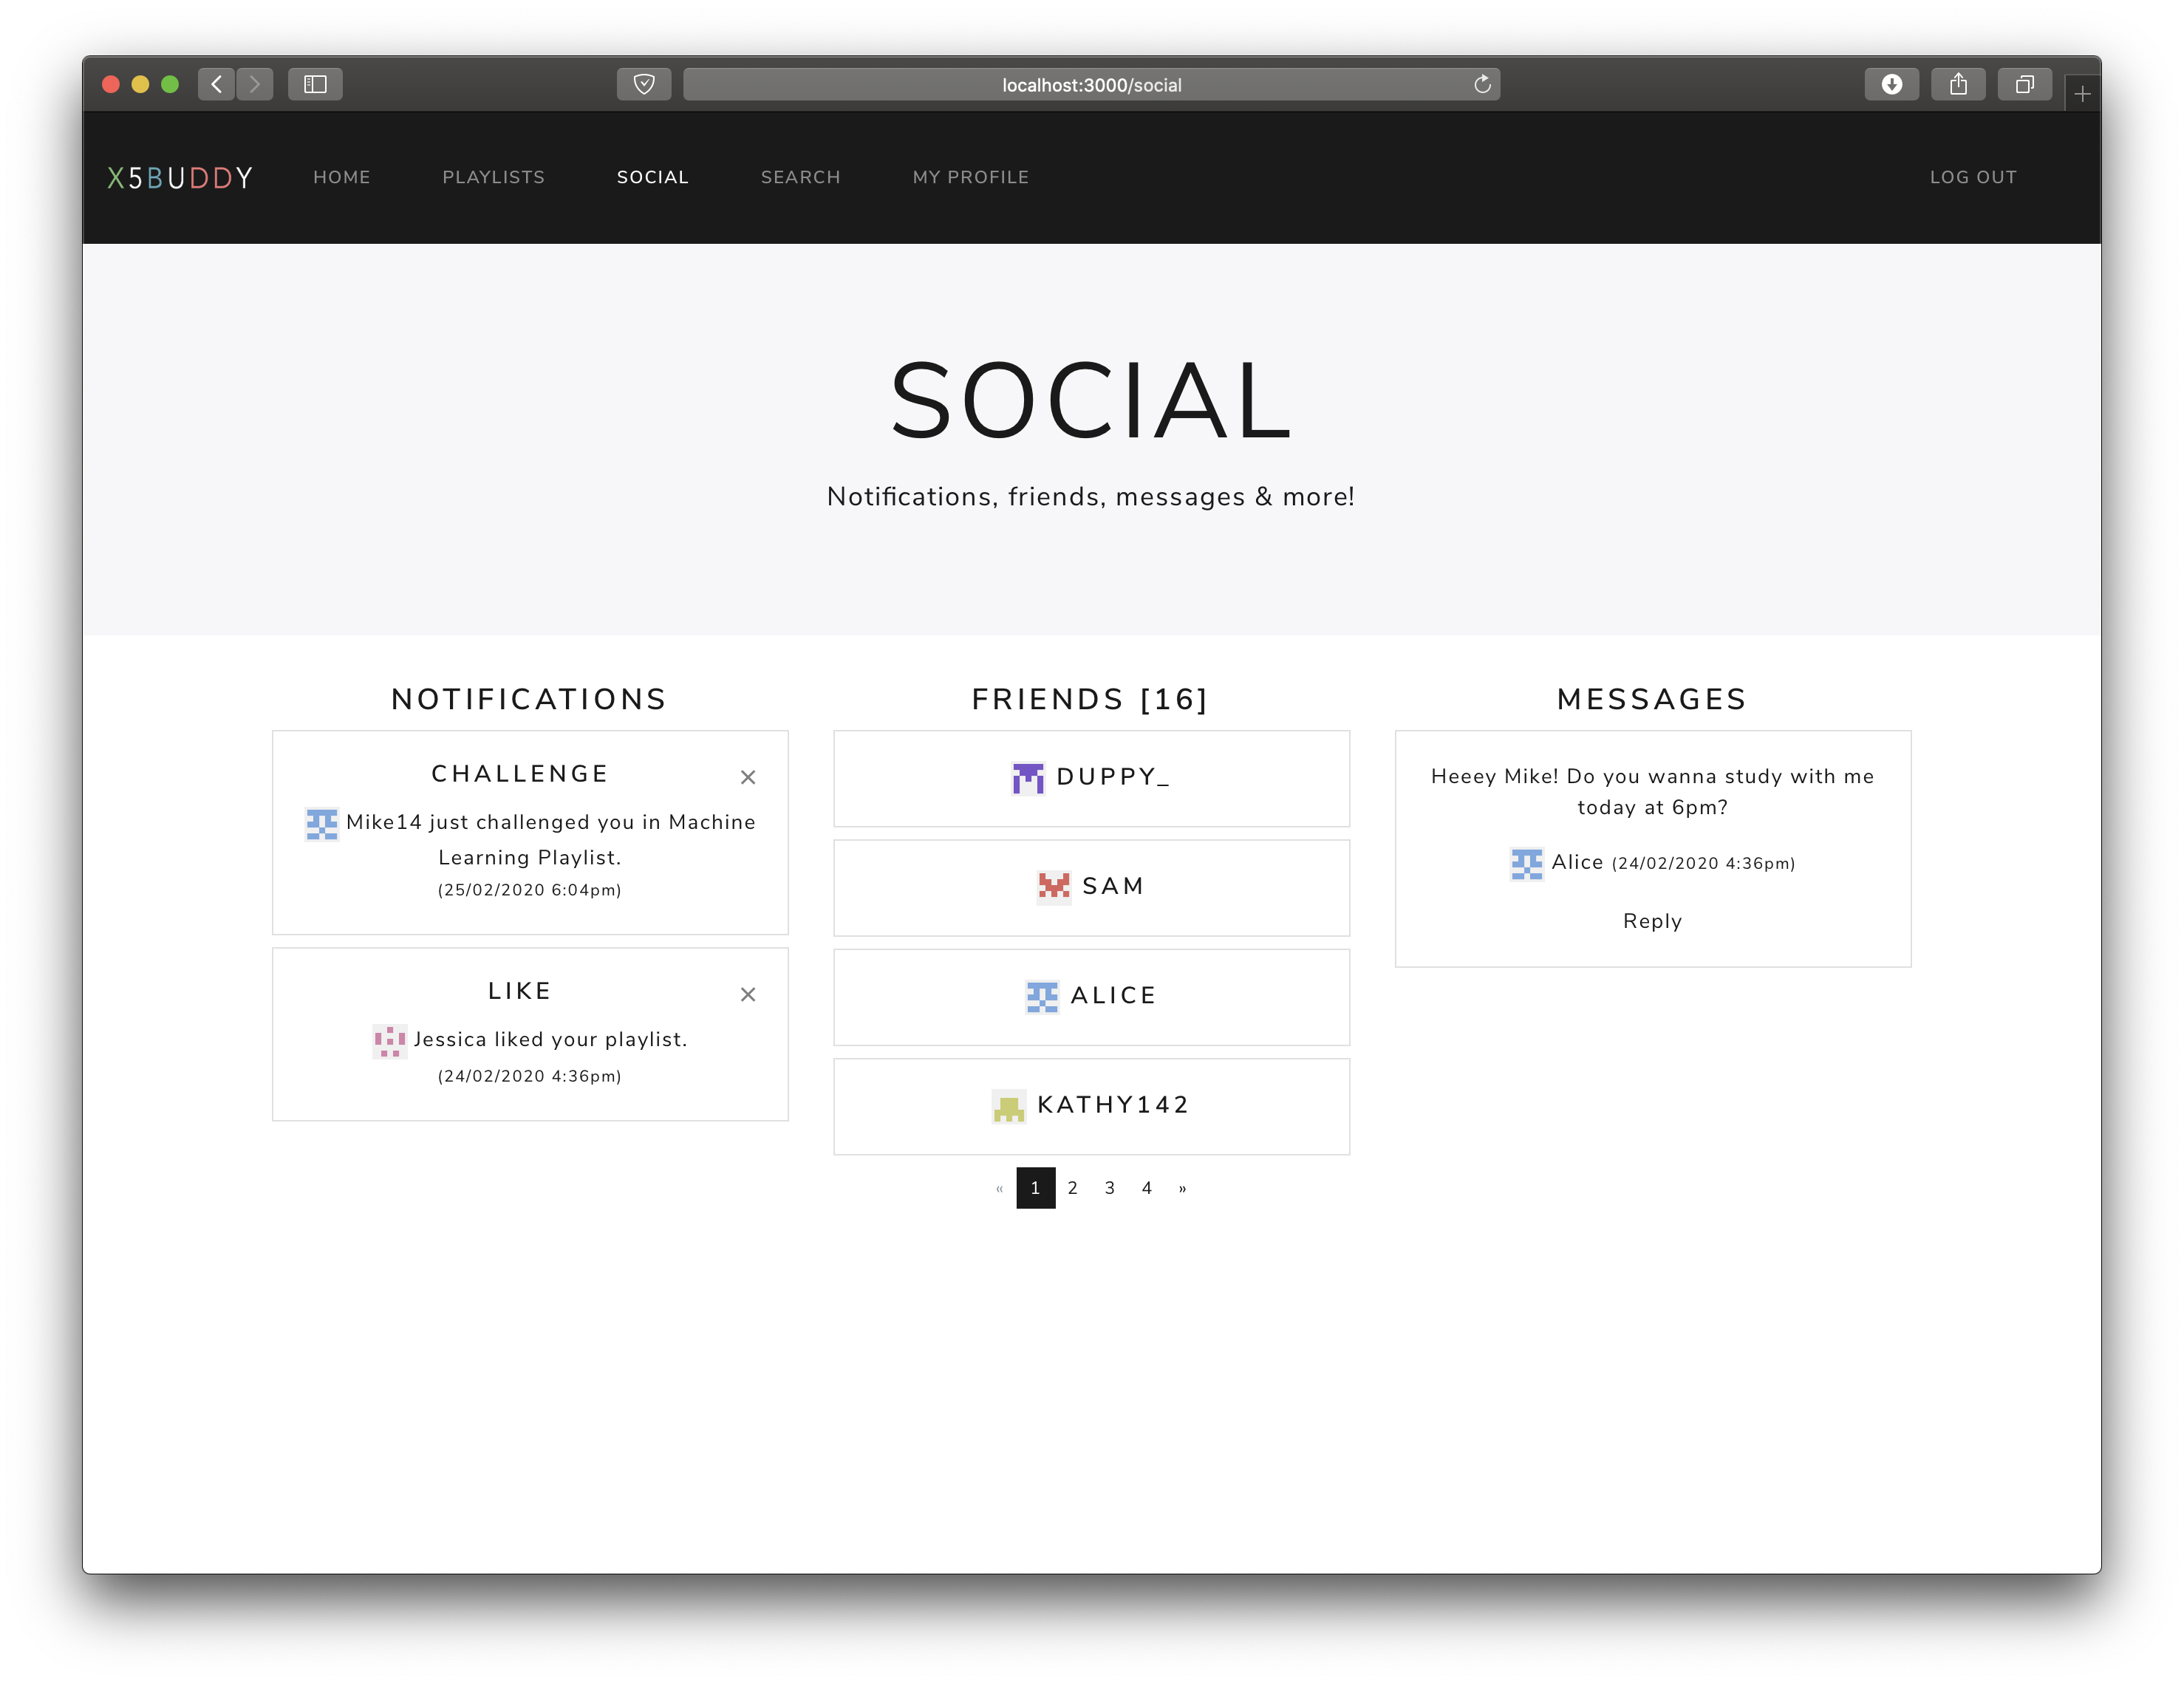 localhost:3000/social
X5BUDDY HOME PLAYLISTS SOCIAL SEARCH MY PROFILE LOG OUT
SOCIAL
Notifications, friends, messages & more!
NOTIFICATIONS
CHALLENGE
Mike14 just challenged you in Machine
Learning Playlist.
(25/02/2020 6:04pm)
LIKE
Jessica liked your playlist.
(24/02/2020 4:36pm)
FRIENDS [16]
DUPPY_
SAM
ALICE
KATHY142
« 1 2 3 4 »
MESSAGES
Heeey Mike! Do you wanna study with me
today at 6pm?
Alice (24/02/2020 4:36pm)
Reply